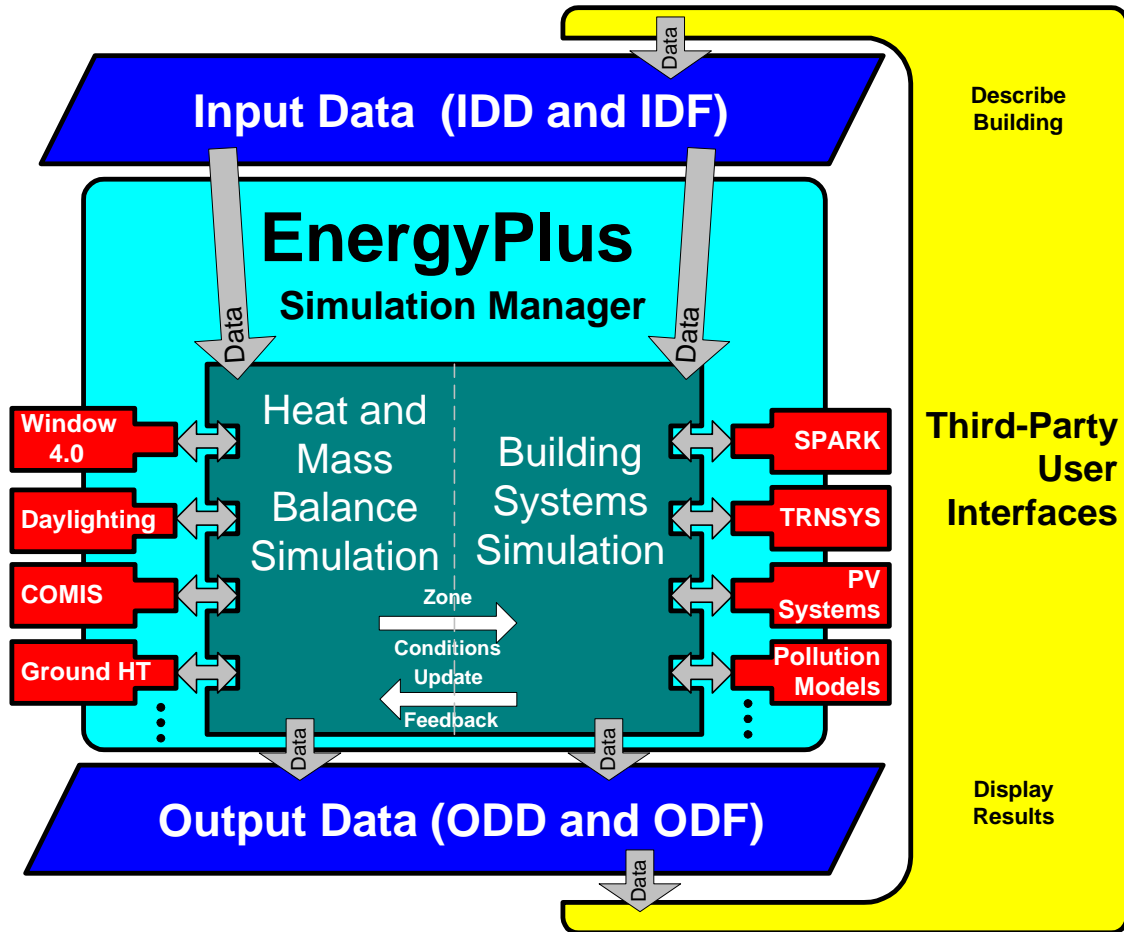 Data
Input Data  (IDD and IDF)
Describe
Building
EnergyPlus
Simulation Manager
Data
Data
Heat and
Mass
Balance
Simulation
Building
Systems
Simulation
Window
4.0
Daylighting
COMIS
Ground HT
SPARK
TRNSYS
PV
Systems
Pollution
Models
Third-Party
User
Interfaces
Zone
Conditions
Update
Feedback
Data
Data
Output Data (ODD and ODF)
Display
Results
Data